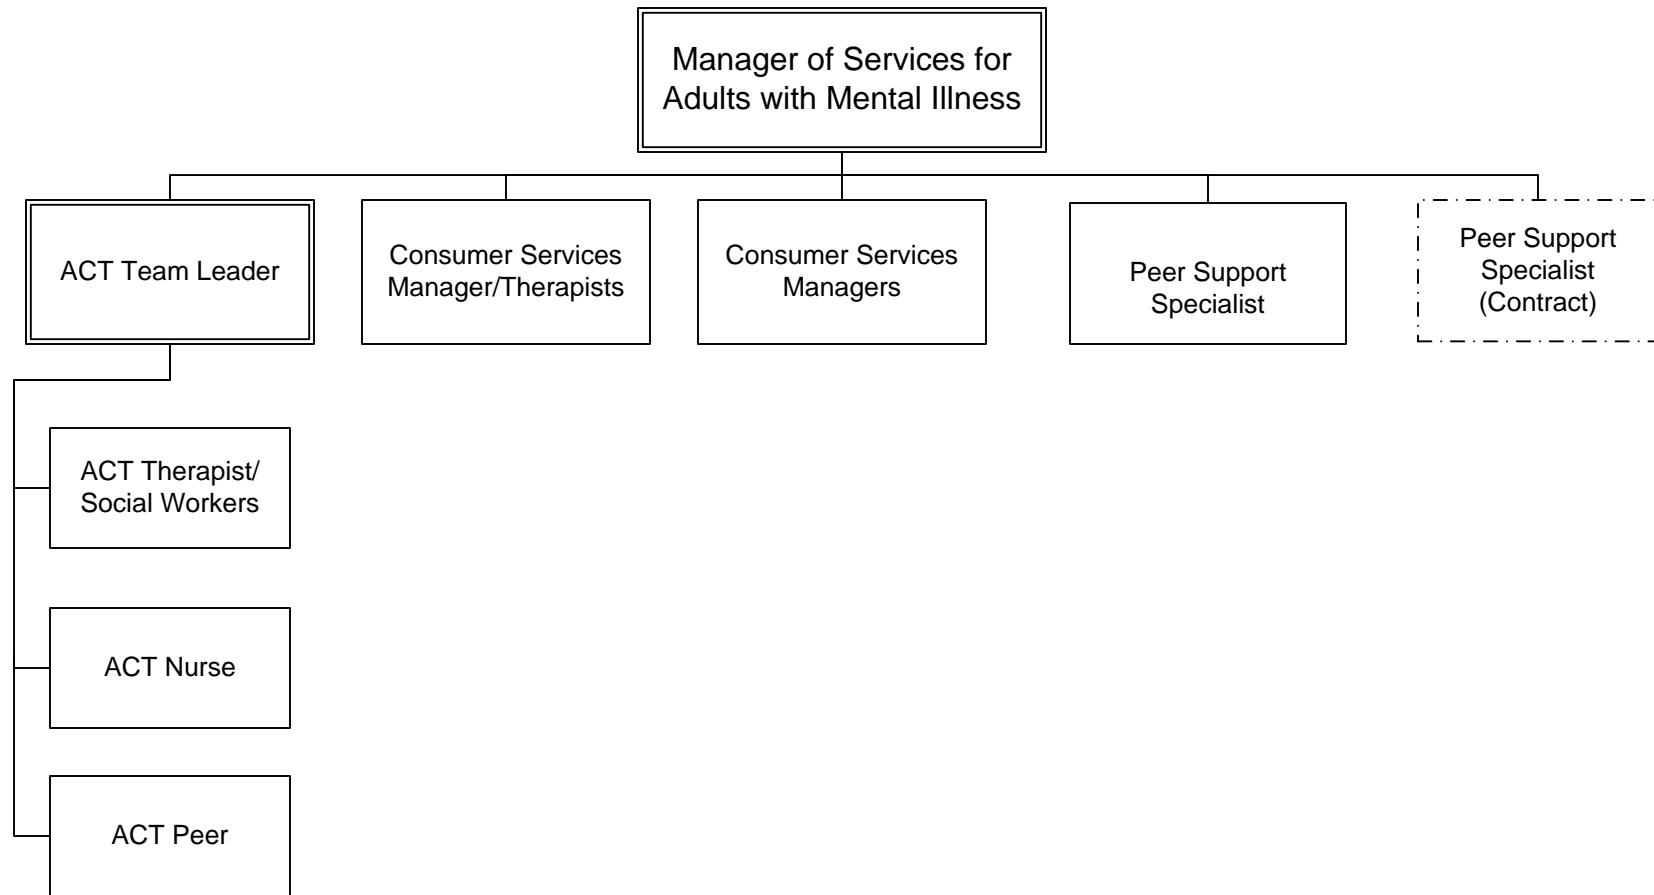 Manager of Services for
Adults with Mental Illness
ACT Team Leader
Consumer Services
Manager/Therapists
Consumer Services
Managers
Peer Support
Specialist
Peer Support
Specialist
(Contract)
ACT Therapist/
Social Workers
ACT Nurse
ACT Peer